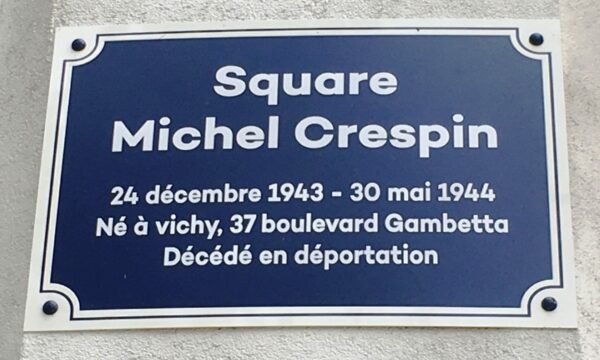 Square
Michel Crespin
24 décembre 1943 - 30 mai 1944
Né à vichy, 37 boulevard Gambetta
Décédé en déportation